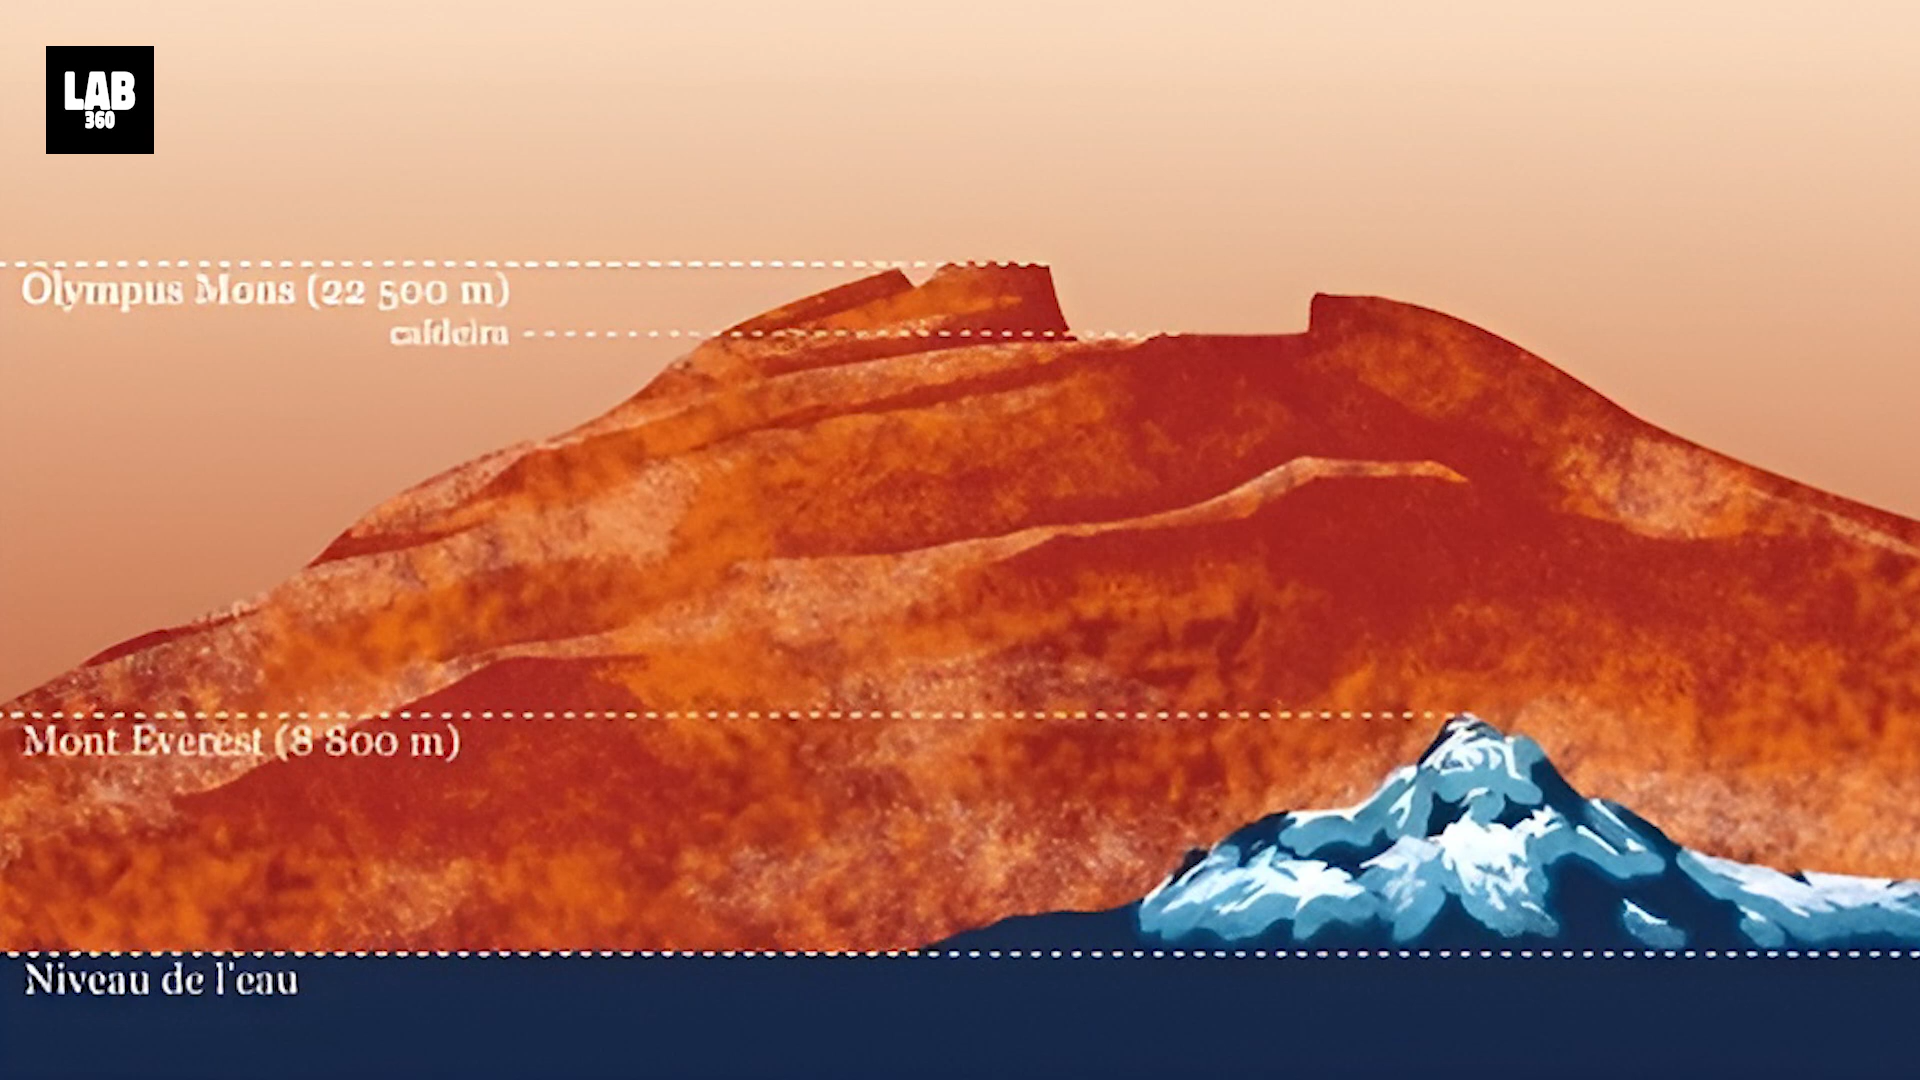 LAB
360
Olympus Mons (22 500 m)
caldeira
Mont Everest (8 800 m)
Niveau de l'eau